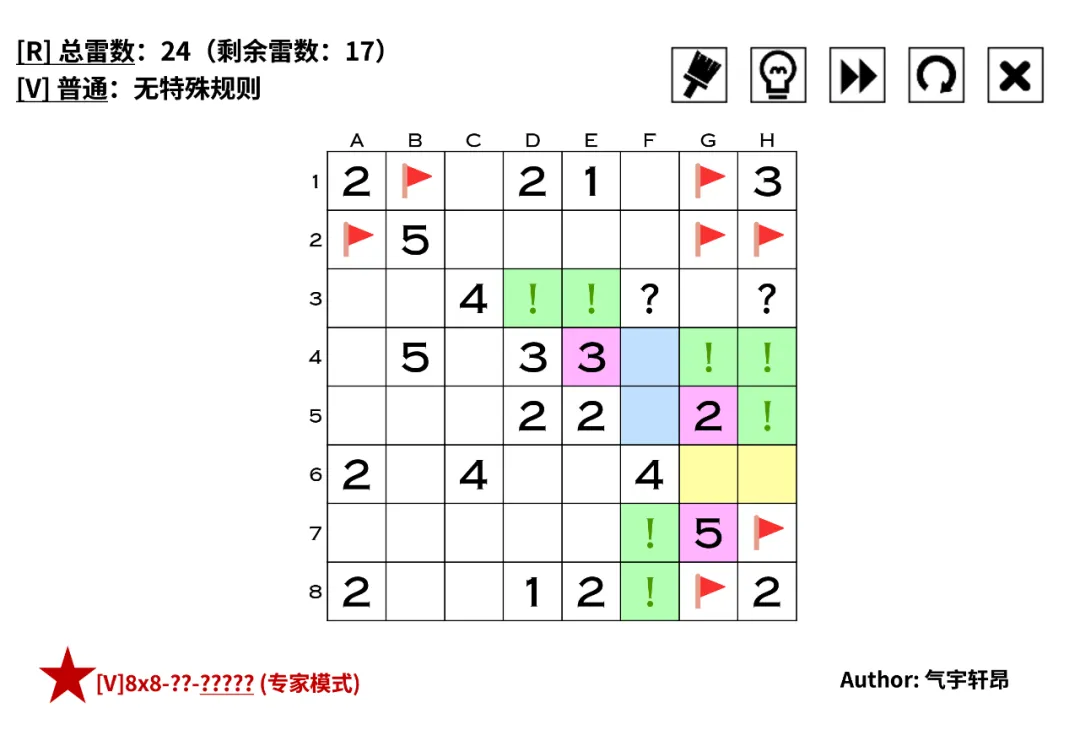 [R] 总雷数：24（剩余雷数：17）
[V] 普通：无特殊规则
A B C D E F G H
1 2 2 1 3
2 5
3 4 ! ! ? ?
4 5 3 3 ! !
5 2 2 2 !
6 2 4 4
7 ! 5
8 2 1 2 ! 2
[V]8x8-??-????? (专家模式)
Author: 气宇轩昂